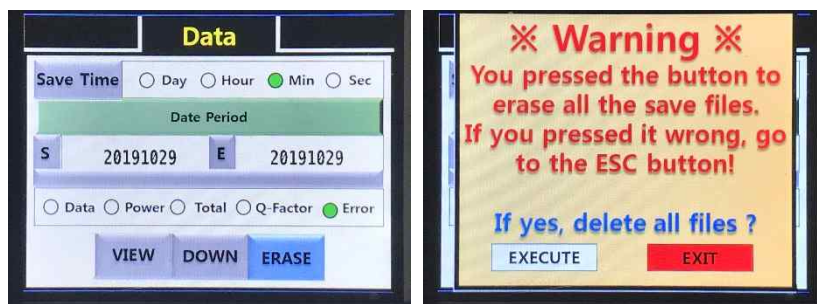 Data
Save Time Day Hour Min Sec
Date Period
S 20191029 E 20191029
Data Power Total Q-Factor Error
VIEW DOWN ERASE
※ Warning ※
You pressed the button to
erase all the save files.
If you pressed it wrong, go
to the ESC button!
If yes, delete all files ?
EXECUTE EXIT